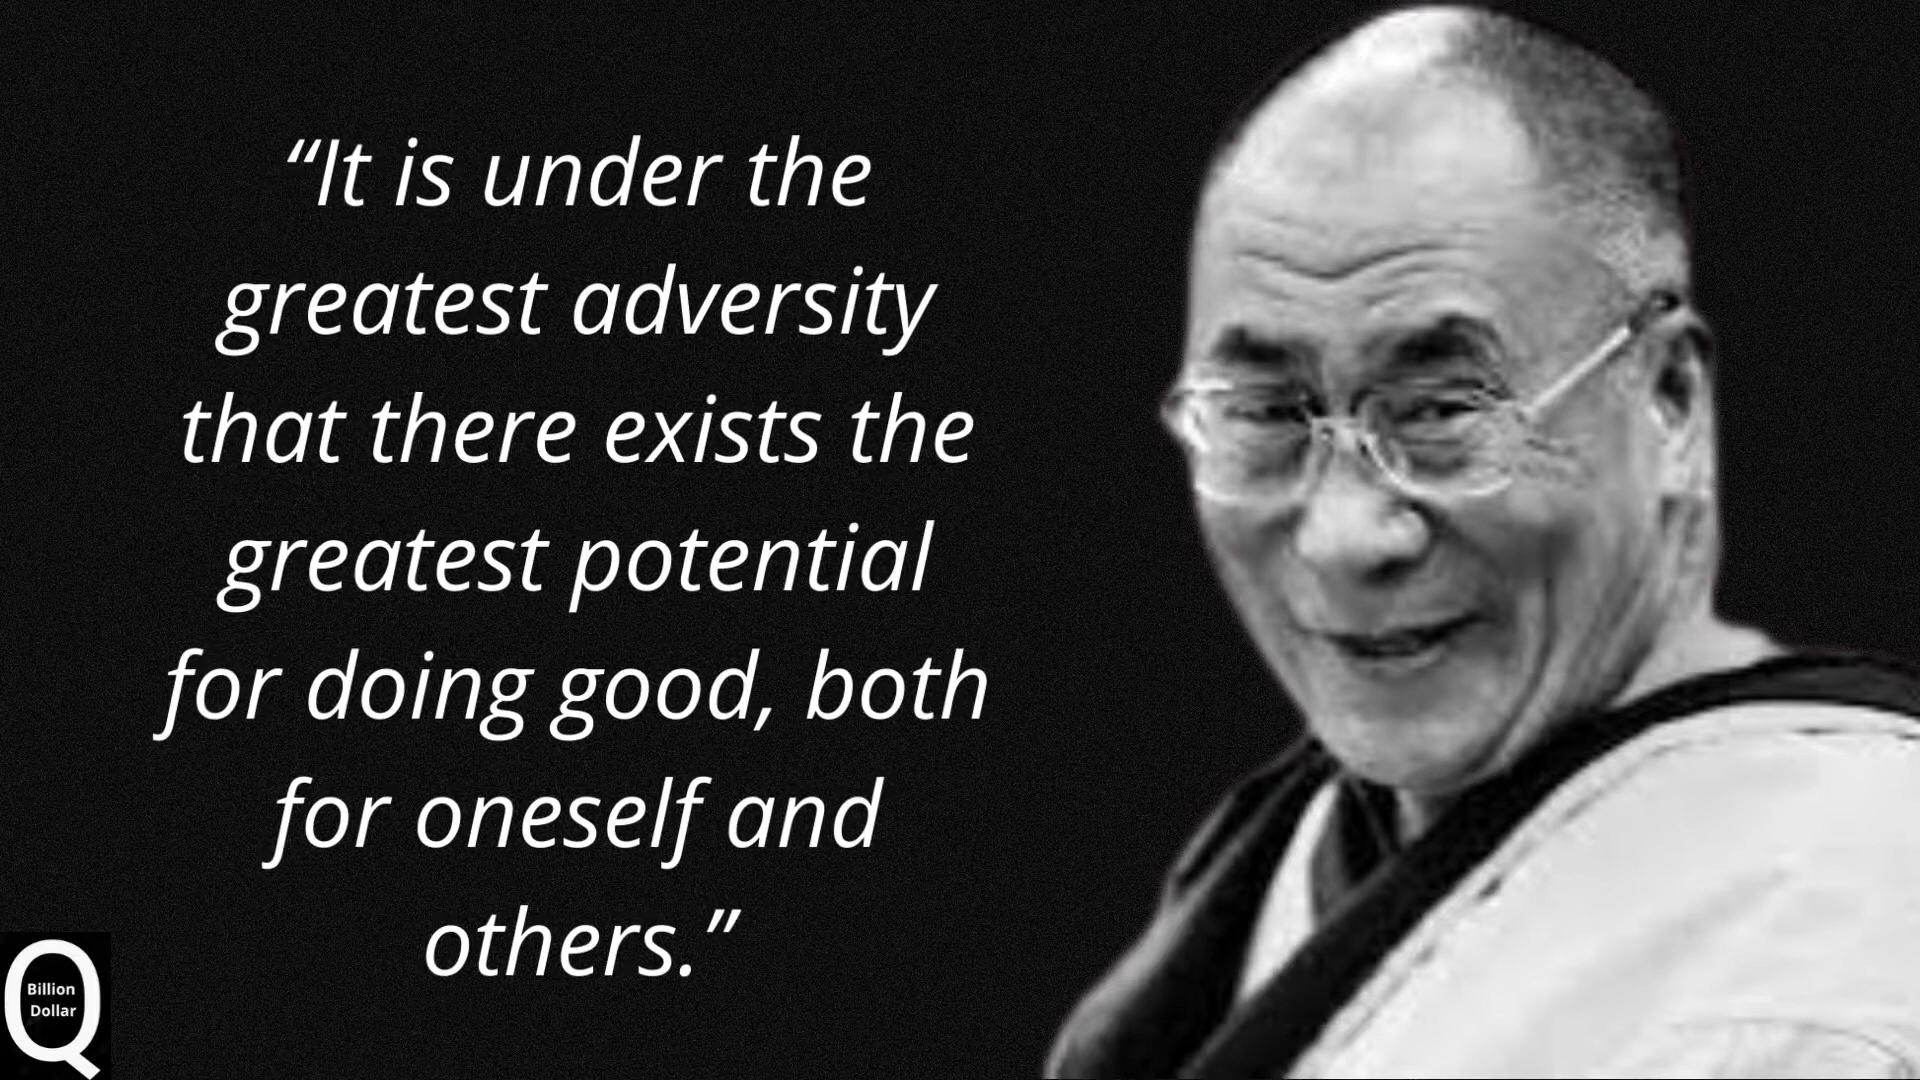 “It is under the
greatest adversity
that there exists the
greatest potential
for doing good, both
for oneself and
others.”
Q
Billion
Dollar